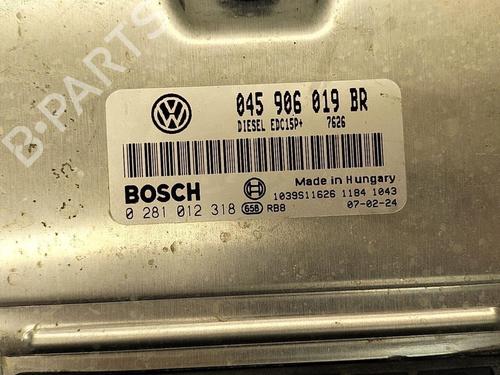 045 906 019 BR
DIESEL EDC15P+ 7626
Made in Hungary
BOSCH
1039S11626 1184 1043
0 281 012 318 65B RB8 07-02-24